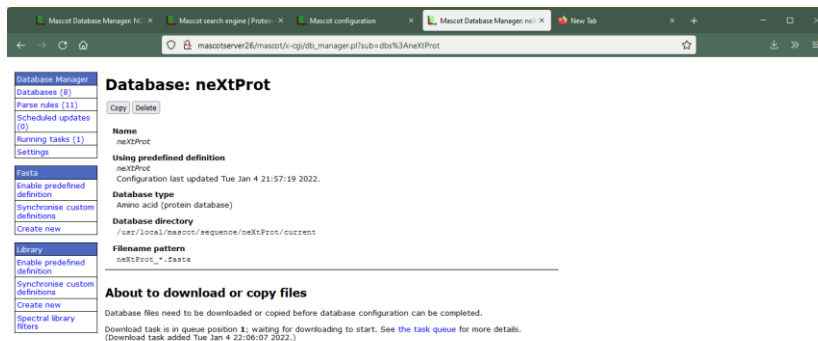 Mascot Database Manager: NC
Mascot search engine | Protein
Mascot configuration
Mascot Database Manager: neX
New Tab
mascotserver26/mascot/x-cgi/db_manager.pl?sub=dbs%3AneXtProt
Database Manager
Databases (8)
Parse rules (11)
Scheduled updates
(0)
Running tasks (1)
Settings
Fasta
Enable predefined
definition
Synchronise custom
definitions
Create new
Library
Enable predefined
definition
Synchronise custom
definitions
Create new
Spectral library
filters
Database: neXtProt
Copy Delete
Name
neXtProt
Using predefined definition
neXtProt
Configuration last updated Tue Jan 4 21:57:19 2022.
Database type
Amino acid (protein database)
Database directory
/usr/local/mascot/sequence/neXtProt/current
Filename pattern
neXtProt_*.fasta
About to download or copy files
Database files need to be downloaded or copied before database configuration can be completed.
Download task is in queue position 1; waiting for downloading to start. See the task queue for more details.
(Download task added Tue Jan 4 22:06:07 2022.)